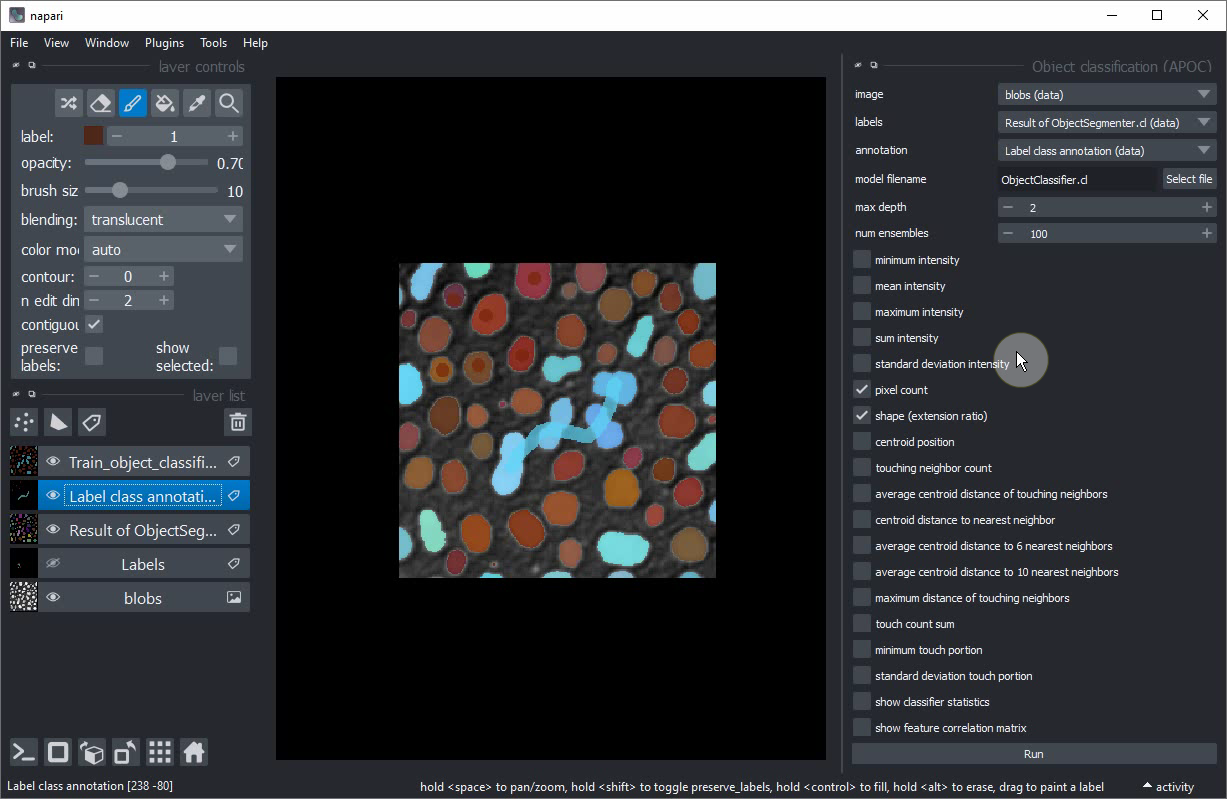 napari
File View Window Plugins Tools Help
layer controls
label: 1
opacity: 0.70
brush siz 10
blending: translucent
color mo auto
contour: 0
n edit din 2
contiguou
preserve labels: show selected:
layer list
Train_object_classifi...
Label class annotati...
Result of ObjectSeg...
Labels
blobs
Object classification (APOC)
image blobs (data)
labels Result of ObjectSegmenter.cl (data)
annotation Label class annotation (data)
model filename ObjectClassifier.cl Select file
max depth 2
num ensembles 100
minimum intensity
mean intensity
maximum intensity
sum intensity
standard deviation intensity
pixel count
shape (extension ratio)
centroid position
touching neighbor count
average centroid distance of touching neighbors
centroid distance to nearest neighbor
average centroid distance to 6 nearest neighbors
average centroid distance to 10 nearest neighbors
maximum distance of touching neighbors
touch count sum
minimum touch portion
standard deviation touch portion
show classifier statistics
show feature correlation matrix
Run
Label class annotation [238 -80]
hold <space> to pan/zoom, hold <shift> to toggle preserve_labels, hold <control> to fill, hold <alt> to erase, drag to paint a label
activity